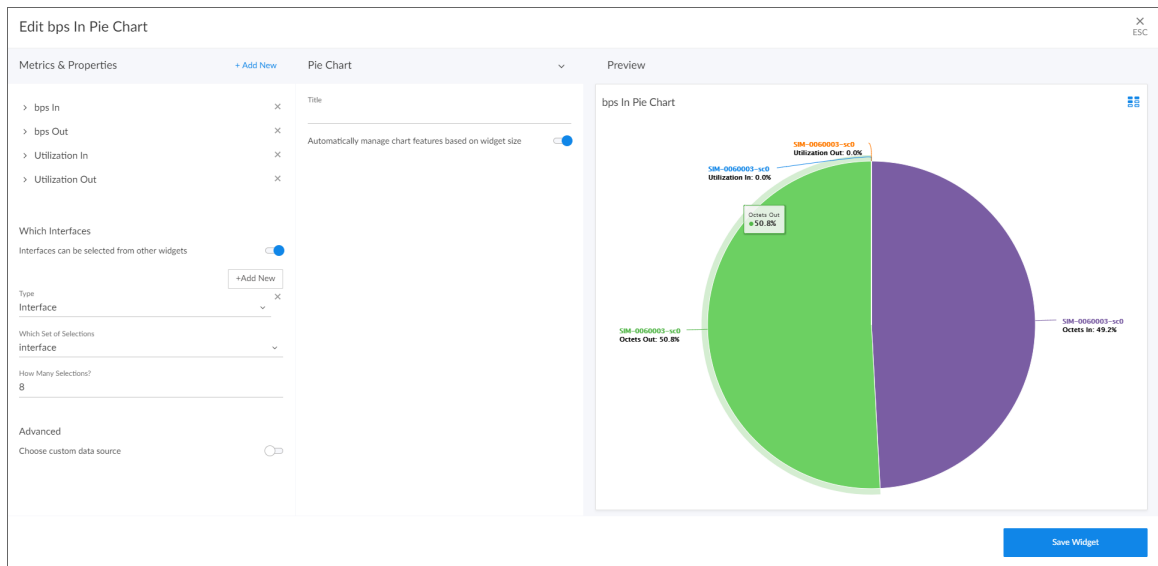 Edit bps In Pie Chart
ESC
Metrics & Properties
+ Add New
Pie Chart
Preview
bps In
bps Out
Utilization In
Utilization Out
Which Interfaces
Interfaces can be selected from other widgets
+Add New
Type
Interface
Which Set of Selections
interface
How Many Selections?
8
Advanced
Choose custom data source
Title
Automatically manage chart features based on widget size
bps In Pie Chart
SIM-0060003-sc0
Utilization Out: 0.0%
SIM-0060003-sc0
Utilization In: 0.0%
Octets Out
50.8%
SIM-0060003-sc0
Octets Out: 50.8%
SIM-0060003-sc0
Octets In: 49.2%
Save Widget